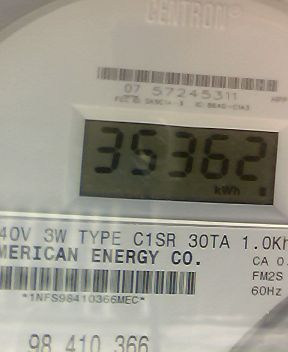 CENTRON®
07 57245311
35362
kWh
40V 3W TYPE C1SR 30TA 1.0Kh
MERICAN ENERGY CO.
CA 0.
FM2S
60Hz
*1NFS98410366MEC*
98 410 366